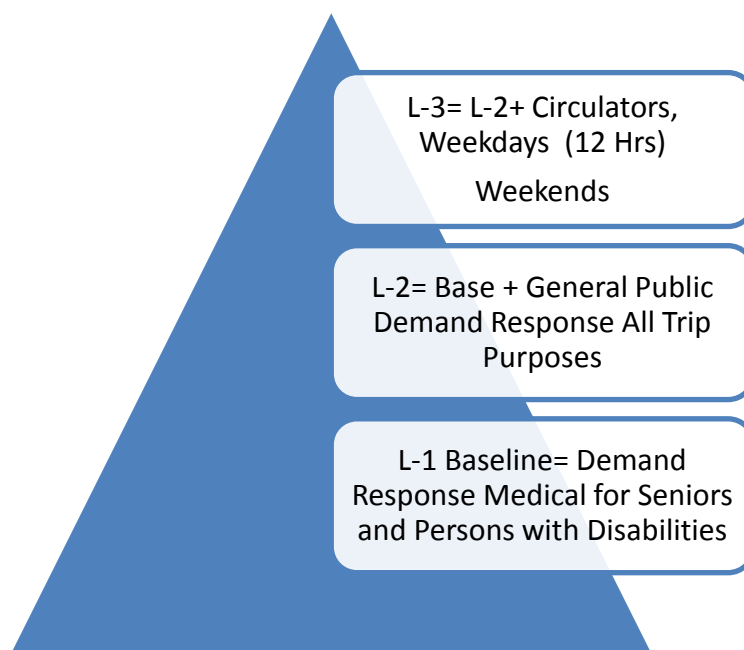 L-3= L-2+ Circulators,
Weekdays  (12 Hrs)
Weekends
L-2= Base + General Public
Demand Response All Trip
Purposes
L-1 Baseline= Demand
Response Medical for Seniors
and Persons with Disabilities